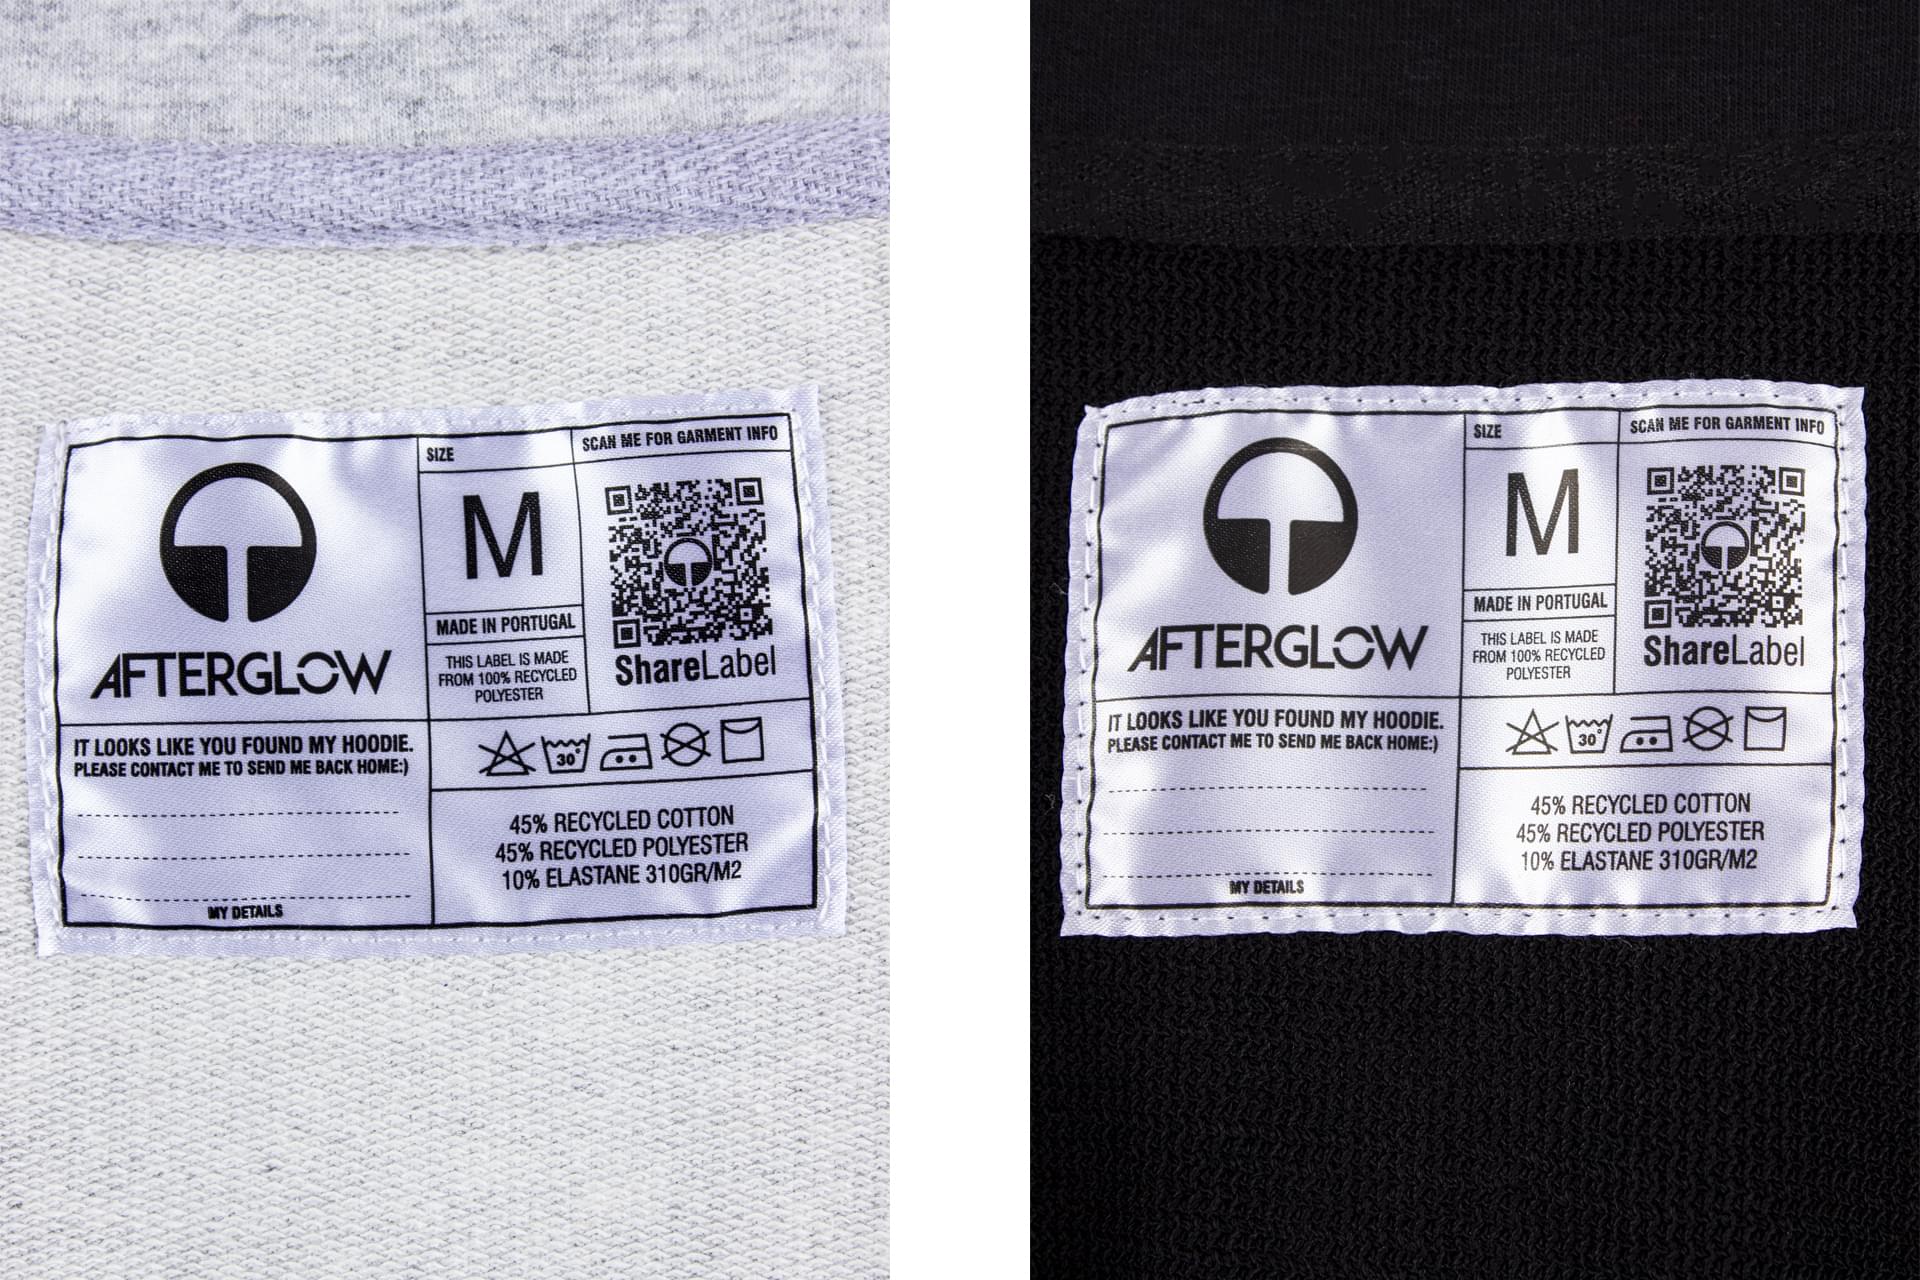 AFTERGLOW
SIZE
M
MADE IN PORTUGAL
THIS LABEL IS MADE
FROM 100% RECYCLED
POLYESTER
SCAN ME FOR GARMENT INFO
ShareLabel
IT LOOKS LIKE YOU FOUND MY HOODIE.
PLEASE CONTACT ME TO SEND ME BACK HOME:)
MY DETAILS
30°
45% RECYCLED COTTON
45% RECYCLED POLYESTER
10% ELASTANE 310GR/M2
AFTERGLOW
SIZE
M
MADE IN PORTUGAL
THIS LABEL IS MADE
FROM 100% RECYCLED
POLYESTER
SCAN ME FOR GARMENT INFO
ShareLabel
IT LOOKS LIKE YOU FOUND MY HOODIE.
PLEASE CONTACT ME TO SEND ME BACK HOME:)
MY DETAILS
30°
45% RECYCLED COTTON
45% RECYCLED POLYESTER
10% ELASTANE 310GR/M2